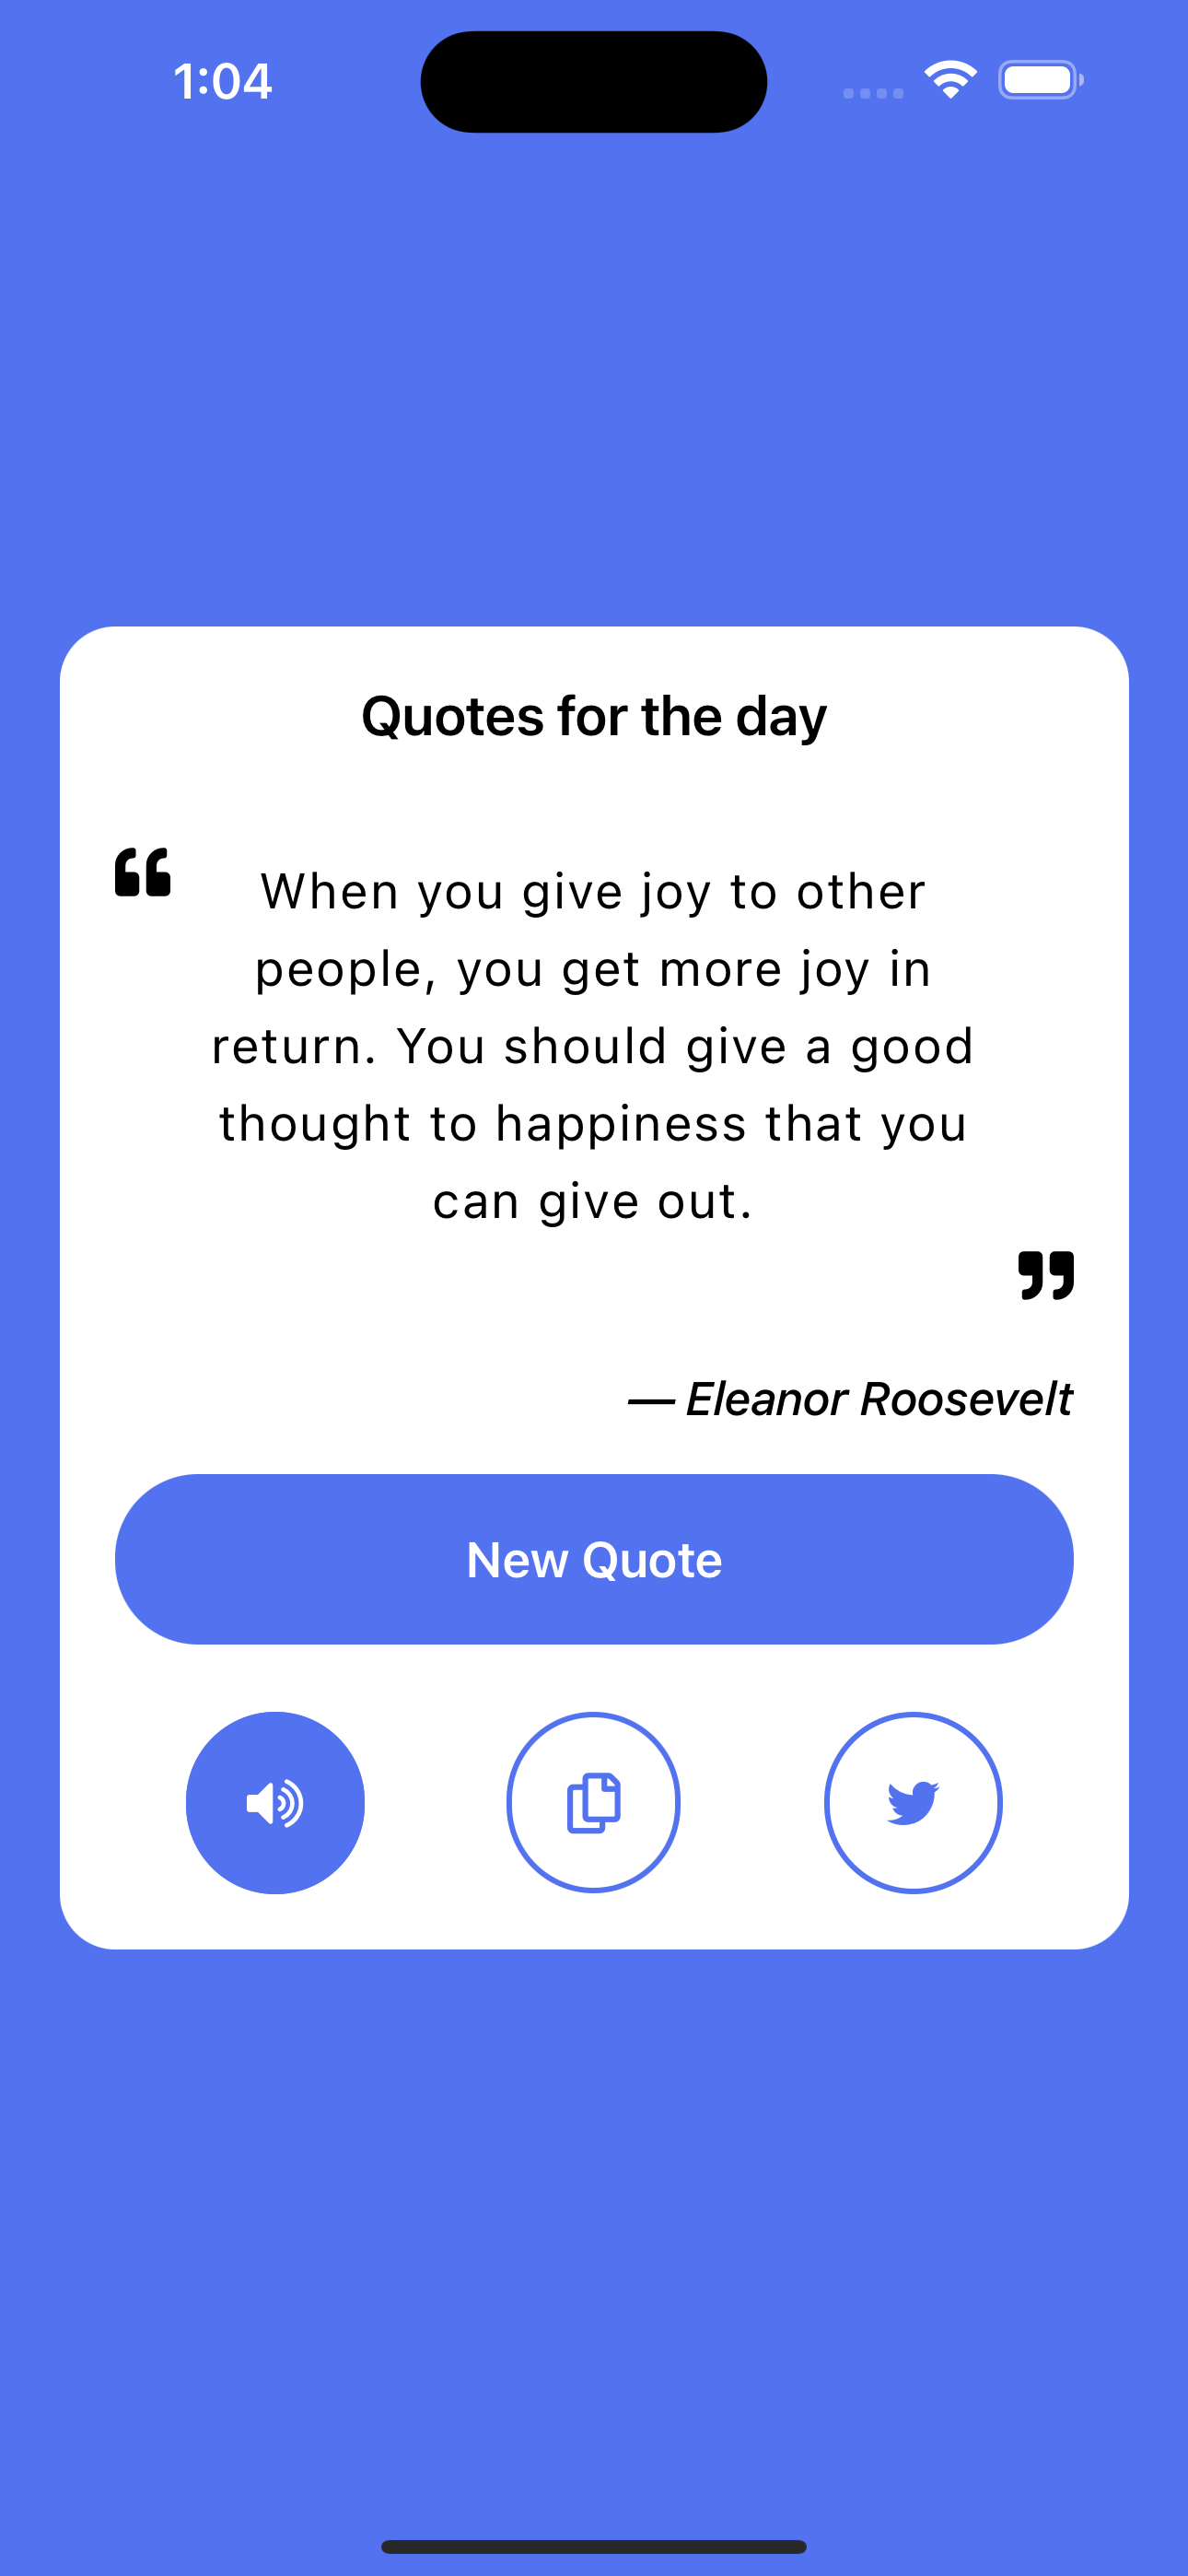 1:04
Quotes for the day
“
When you give joy to other
people, you get more joy in
return. You should give a good
thought to happiness that you
can give out.
”
— Eleanor Roosevelt
New Quote